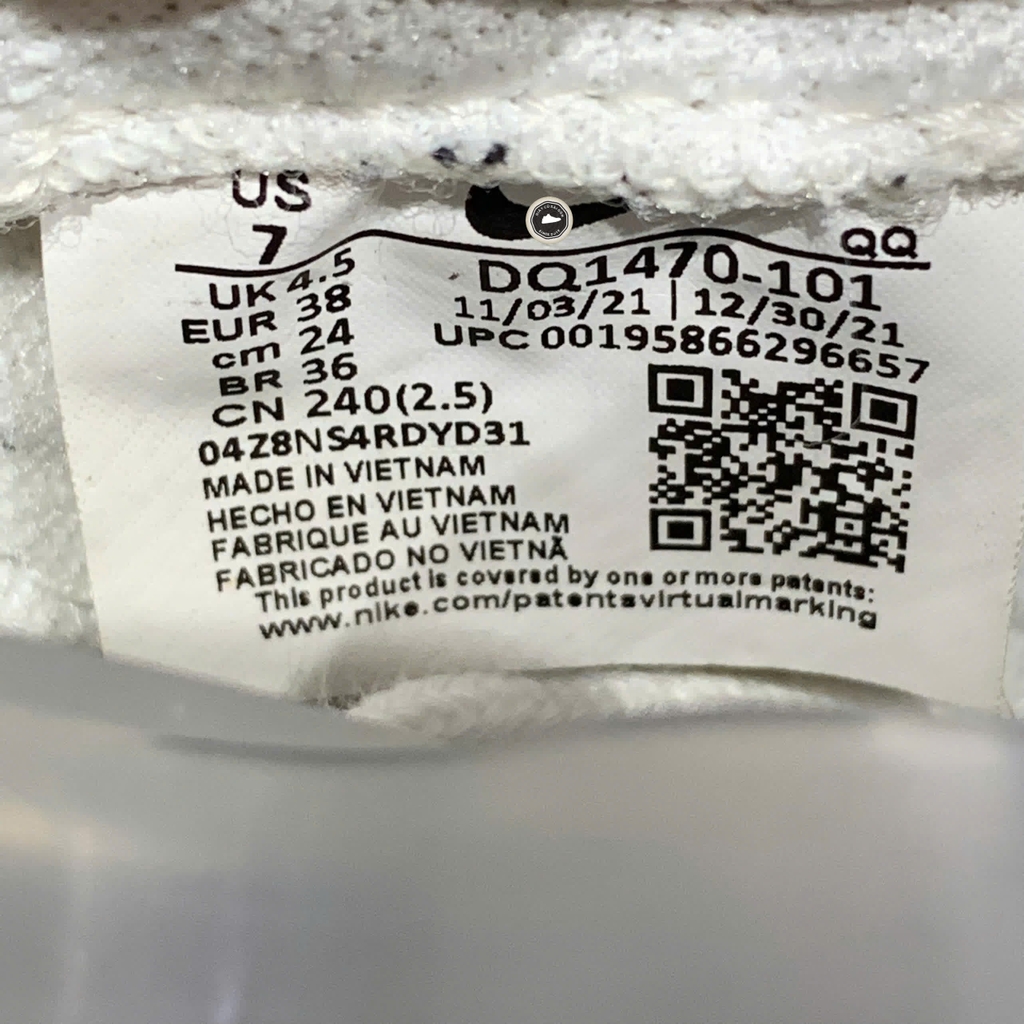 US
7
QQ
UK 4.5
EUR 38
cm 24
BR 36
CN 240(2.5)
DQ1470-101
11/03/21 | 12/30/21
UPC 00195866296657
04Z8NS4RDYD31
MADE IN VIETNAM
HECHO EN VIETNAM
FABRIQUE AU VIETNAM
FABRICADO NO VIETNÃ
This product is covered by one or more patents:
www.nike.com/patentsvirtualmarking